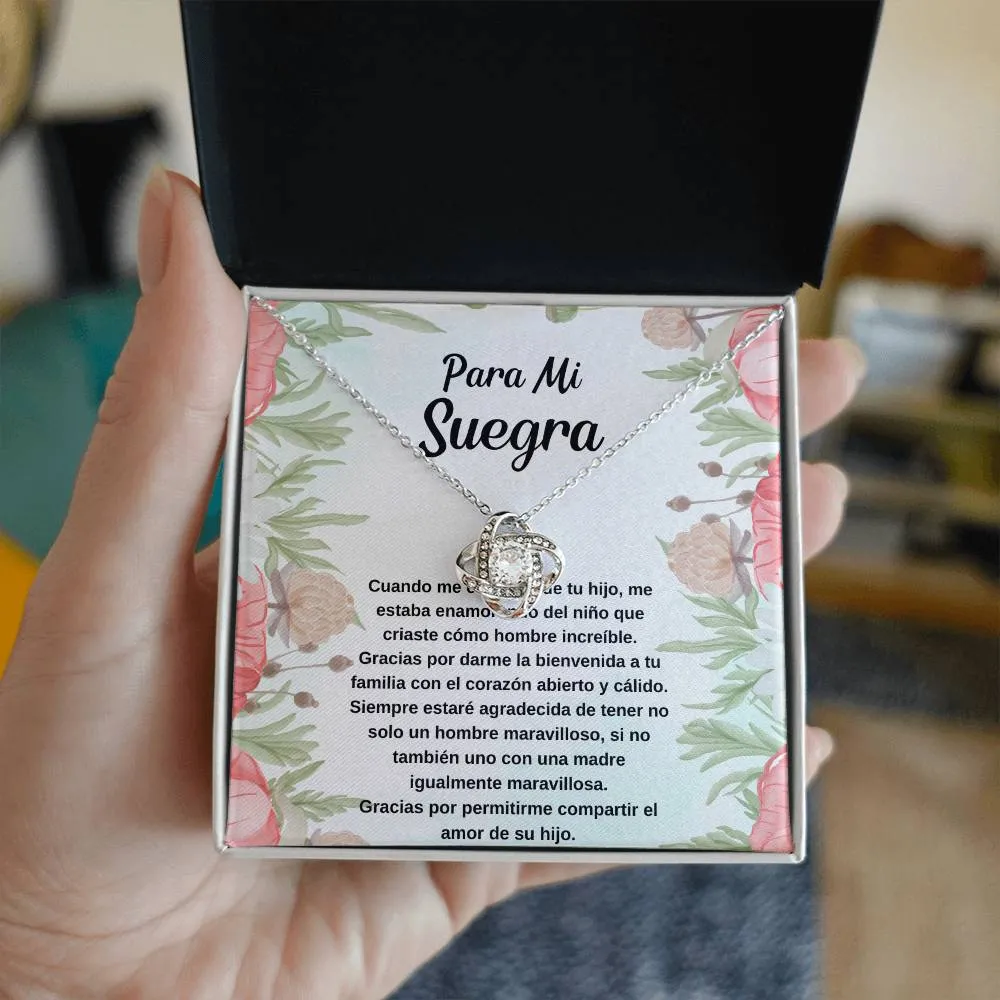 Para Mi
Suegra
Cuando me de tu hijo, me
estaba del niño que
criaste cómo hombre increíble.
Gracias por darme la bienvenida a tu
familia con el corazón abierto y cálido.
Siempre estaré agradecida de tener no
solo un hombre maravilloso, si no
también uno con una madre
igualmente maravillosa.
Gracias por permitirme compartir el
amor de su hijo.